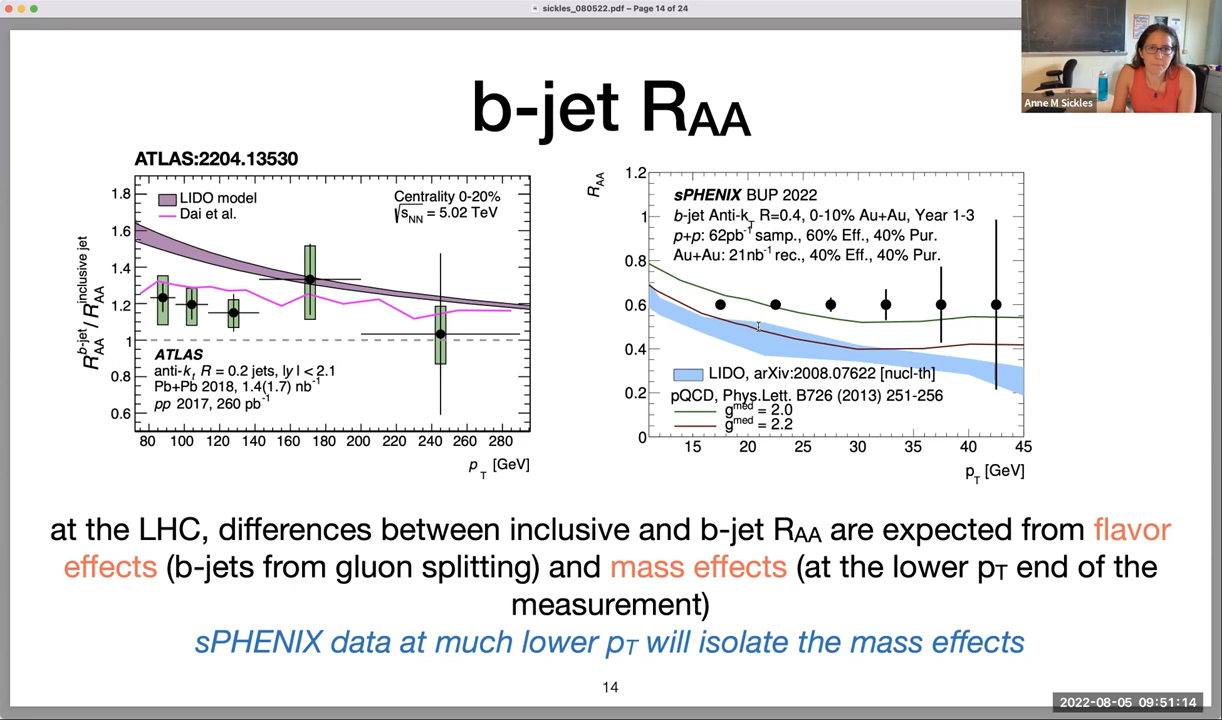 sickles_080522.pdf – Page 14 of 24
Anne M Sickles
b-jet RAA
ATLAS:2204.13530
LIDO model
Dai et al.
Centrality 0-20%
√sNN = 5.02 TeV
R_AA^b-jet / R_AA^inclusive jet
1.8
1.6
1.4
1.2
1
0.8
0.6
ATLAS
anti-kt R = 0.2 jets, |y| < 2.1
Pb+Pb 2018, 1.4(1.7) nb-1
pp 2017, 260 pb-1
80 100 120 140 160 180 200 220 240 260 280
pT [GeV]
RAA
1.2
1
0.8
0.6
0.4
0.2
0
sPHENIX BUP 2022
b-jet Anti-kT R=0.4, 0-10% Au+Au, Year 1-3
p+p: 62pb-1 samp., 60% Eff., 40% Pur.
Au+Au: 21nb-1 rec., 40% Eff., 40% Pur.
LIDO, arXiv:2008.07622 [nucl-th]
pQCD, Phys.Lett. B726 (2013) 251-256
gmed = 2.0
gmed = 2.2
15 20 25 30 35 40 45
pT [GeV]
at the LHC, differences between inclusive and b-jet RAA are expected from flavor
effects (b-jets from gluon splitting) and mass effects (at the lower pT end of the
measurement)
sPHENIX data at much lower pT will isolate the mass effects
14
2022-08-05 09:51:14